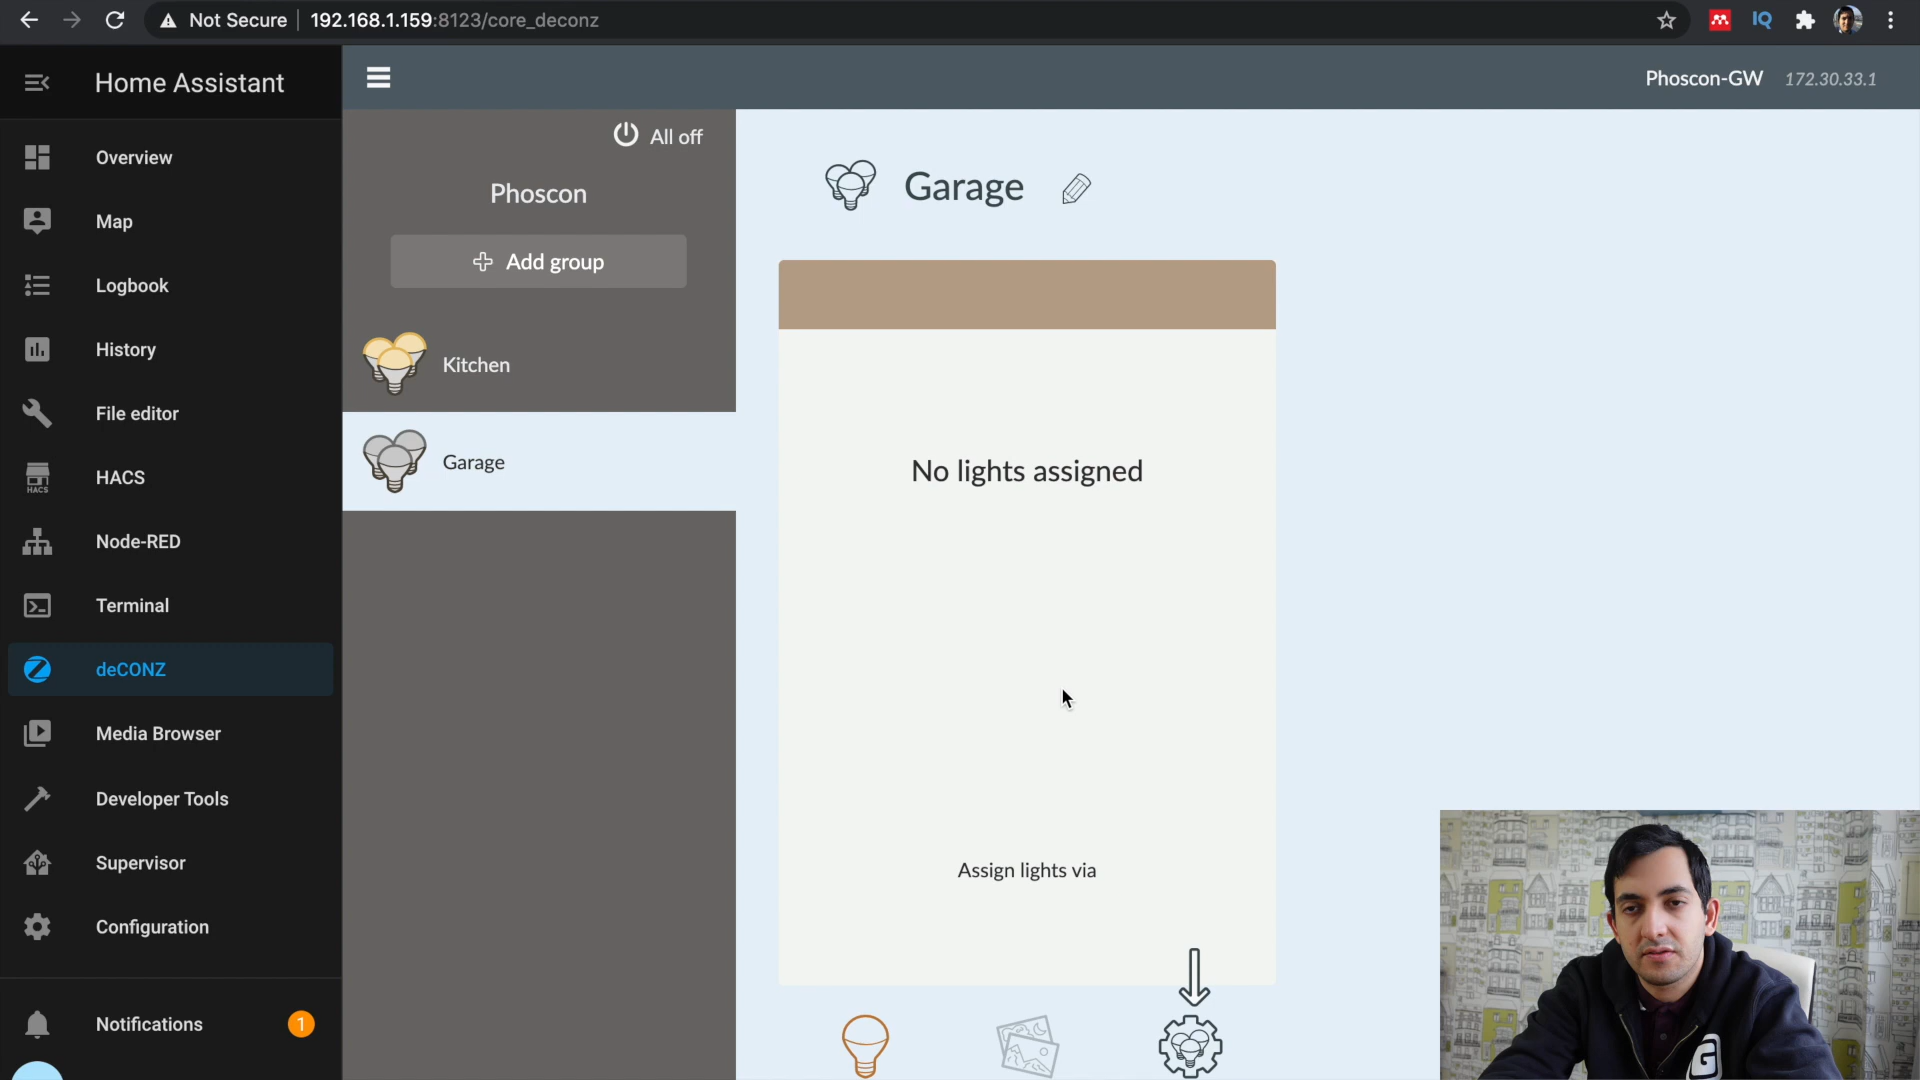 Not Secure
192.168.1.159:8123/core_deconz
IQ
Home Assistant
Phoscon-GW 172.30.33.1
Overview
Map
Logbook
History
File editor
HACS
HACS
Node-RED
Terminal
deCONZ
Media Browser
Developer Tools
Supervisor
Configuration
Notifications
1
All off
Phoscon
Add group
Kitchen
Garage
Garage
No lights assigned
Assign lights via
G